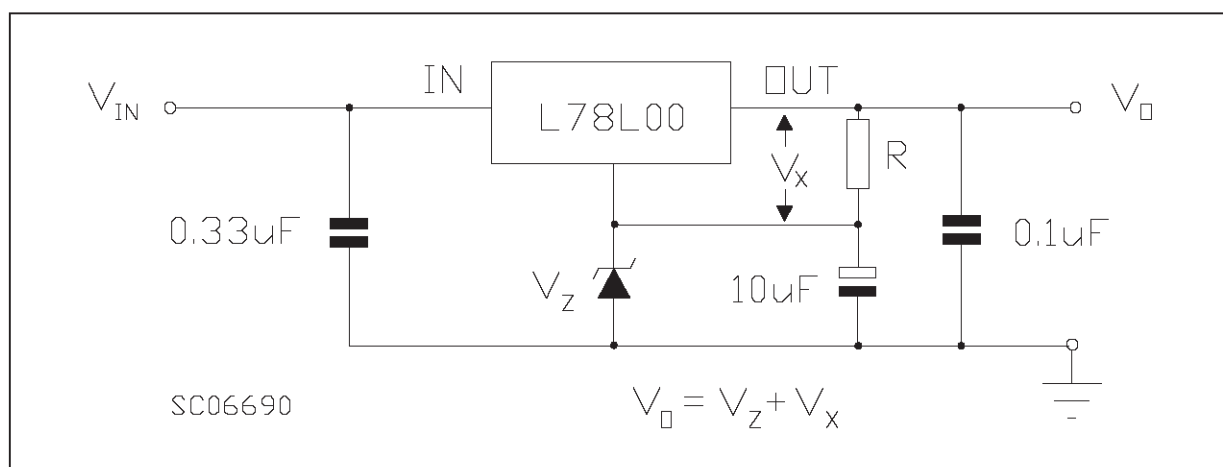 IN
OUT
V_IN
L78L00
V_O
V_X
R
0.33uF
0.1uF
V_Z
10uF
SC06690
V_O = V_Z + V_X